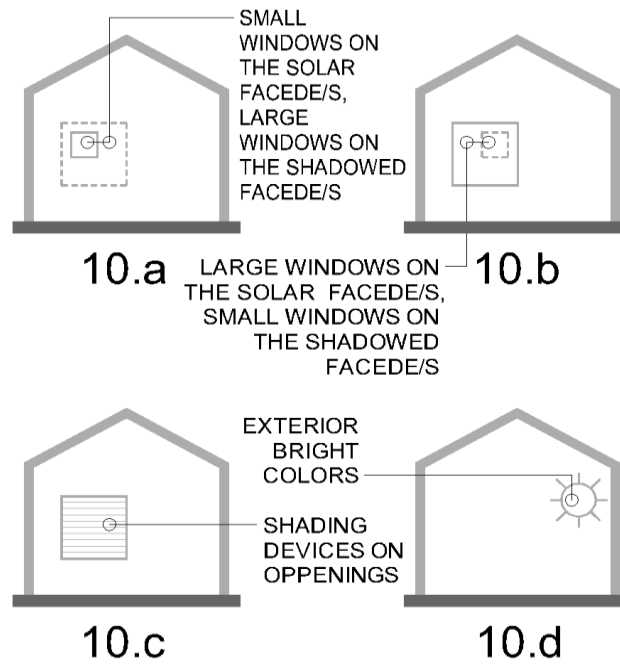 SMALL
WINDOWS ON
THE SOLAR
FACEDE/S,
LARGE
WINDOWS ON
THE SHADOWED
FACEDE/S
10.a
10.b
LARGE WINDOWS ON
THE SOLAR FACEDE/S,
SMALL WINDOWS ON
THE SHADOWED
FACEDE/S
EXTERIOR
BRIGHT
COLORS
SHADING
DEVICES ON
OPPENINGS
10.c
10.d